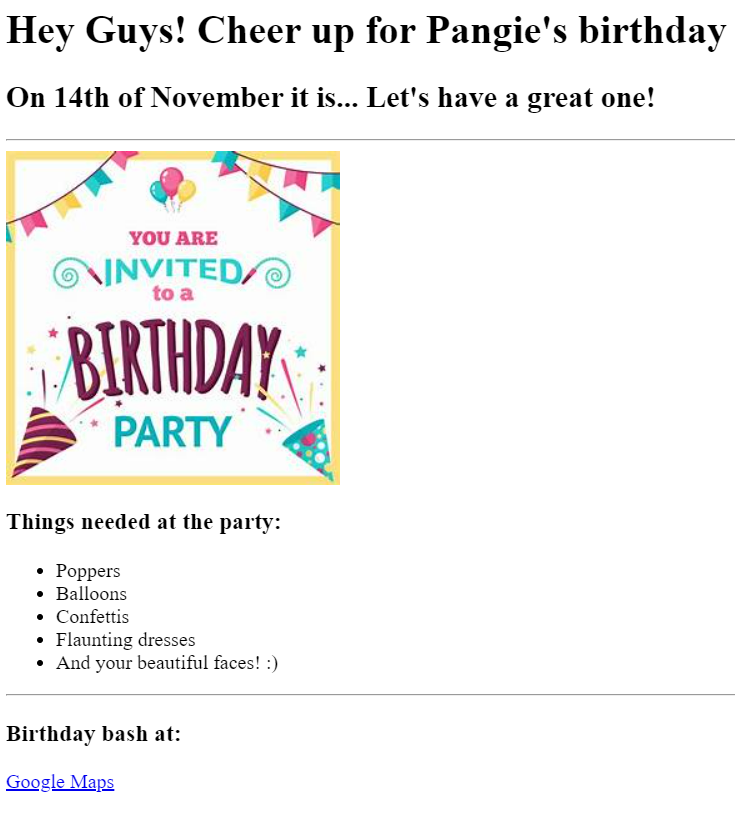 Hey Guys! Cheer up for Pangie's birthday
On 14th of November it is... Let's have a great one!
YOU ARE
INVITED
to a
BIRTHDAY
PARTY
Things needed at the party:
Poppers
Balloons
Confettis
Flaunting dresses
And your beautiful faces! :)
Birthday bash at:
Google Maps